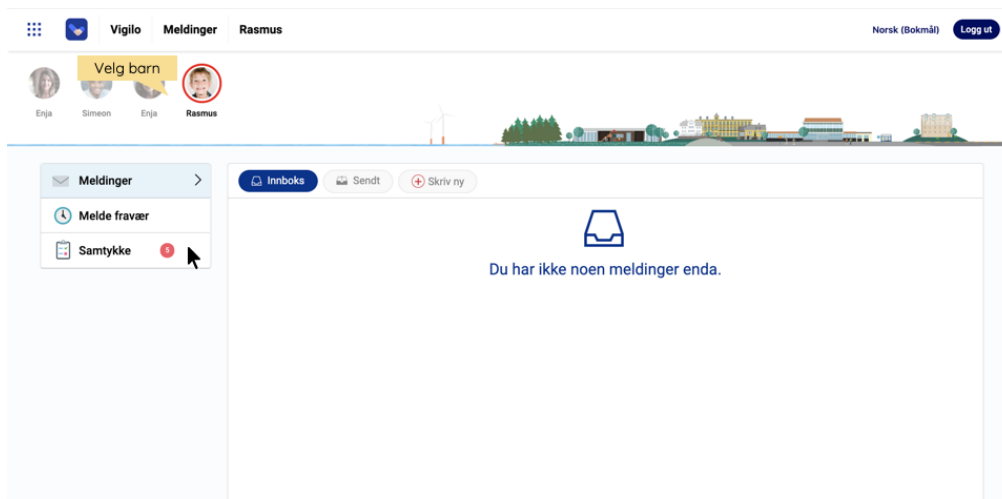 Vigilo Meldinger Rasmus Norsk (Bokmål) Logg ut
Velg barn
Enja Simeon Enja Rasmus
Meldinger
Innboks Sendt Skriv ny
Melde fravær
Samtykke 5
Du har ikke noen meldinger enda.